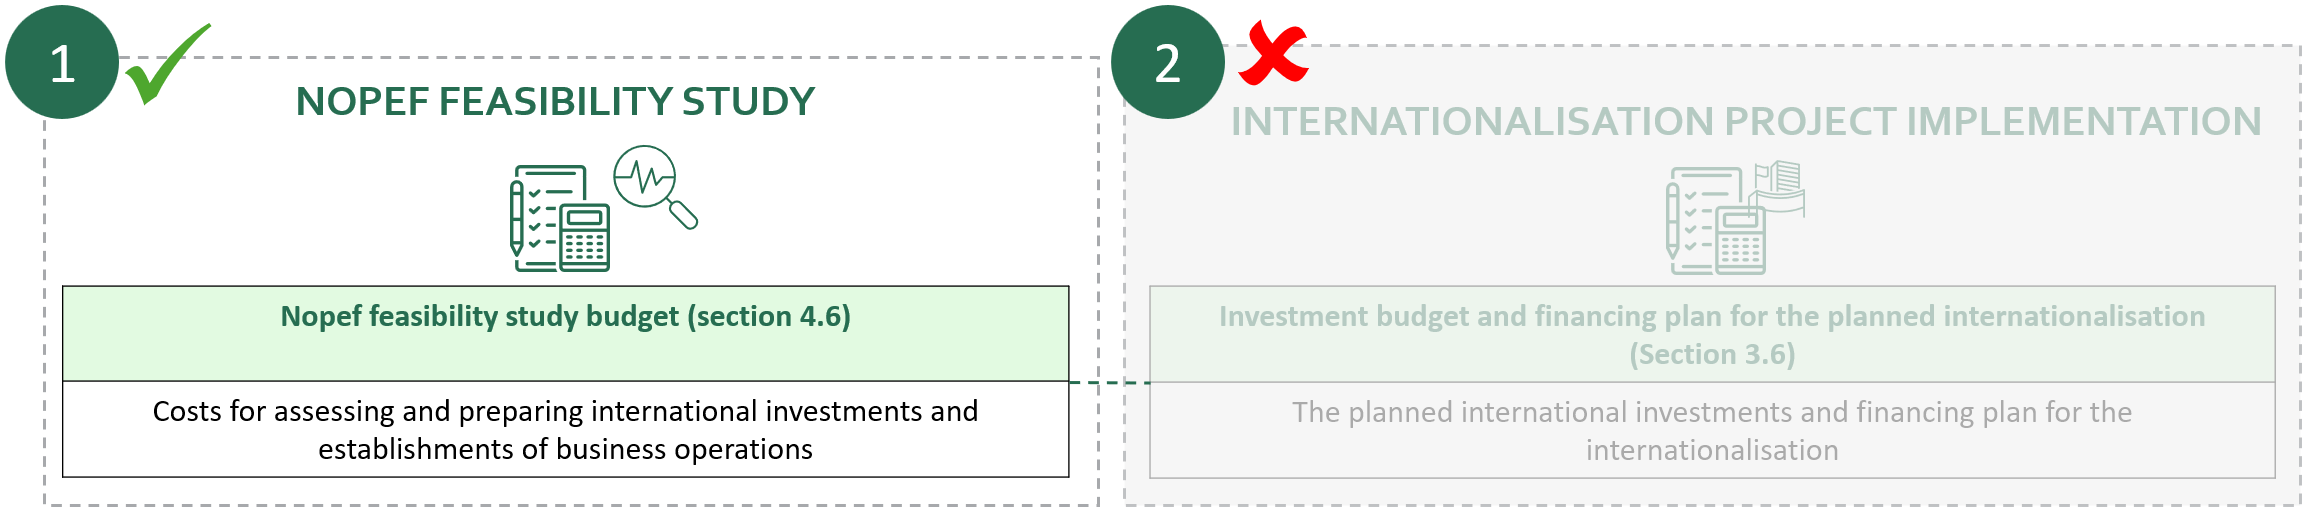 1
NOPEF FEASIBILITY STUDY
Nopef feasibility study budget (section 4.6)
Costs for assessing and preparing international investments and
establishments of business operations
2
INTERNATIONALISATION PROJECT IMPLEMENTATION
Investment budget and financing plan for the planned internationalisation
(Section 3.6)
The planned international investments and financing plan for the
internationalisation